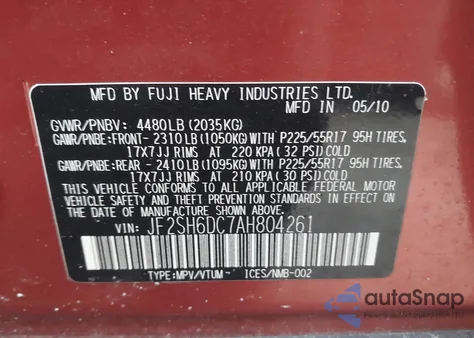 MFD BY FUJI HEAVY INDUSTRIES LTD.
IN 05/10
GVWR/PNBV: 4480LB (2035KG)
GAWR/PNBE:FRONT-2310LB(1050KG)WITH P225/55R17 95H TIRES,
17X7JJ RIMS AT 220 KPA (32 PSI)COLD
GAWR/PNBE:REAR -2410LB(1095KG)WITH P225/55R17 95H TIRES,
17X7JJ RIMS AT 210 KPA(30 PSI)COLD
THIS VEHICLE CONFORMS TO ALL APPLICABLE FEDERAL MOTOR
VEHICLE SAFETY AND BUMPER STANDARDS IN EFFECT
ON THE DATE OF MANUFACTURE SHOWN ABOVE.
VIN: JF2SH6DC7AH804261
TYPE:MPV/VTUM- ICES/NMB-002
autoSnap